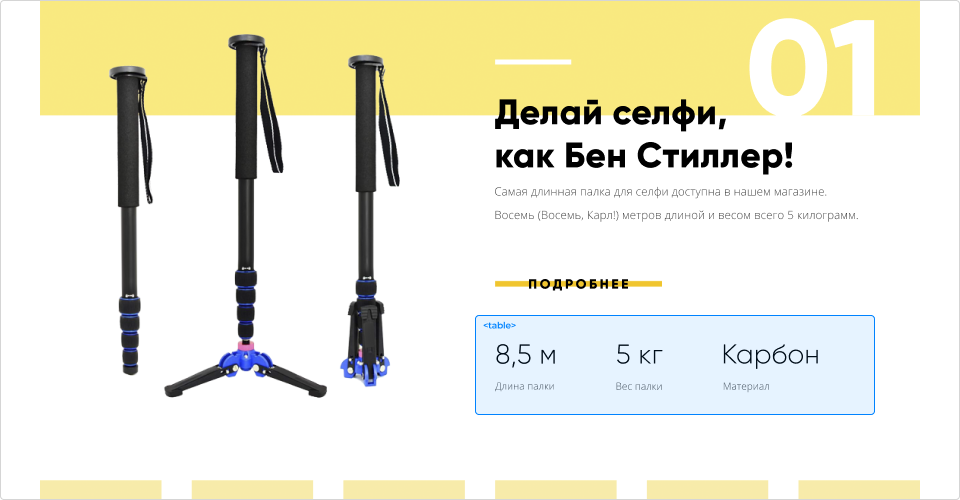 01
Делай селфи,
как Бен Стиллер!
Самая длинная палка для селфи доступна в нашем магазине.
Восемь (Восемь, Карл!) метров длиной и весом всего 5 килограмм.
ПОДРОБНЕЕ
<table>
8,5 м 5 кг Карбон
Длина палки Вес палки Материал